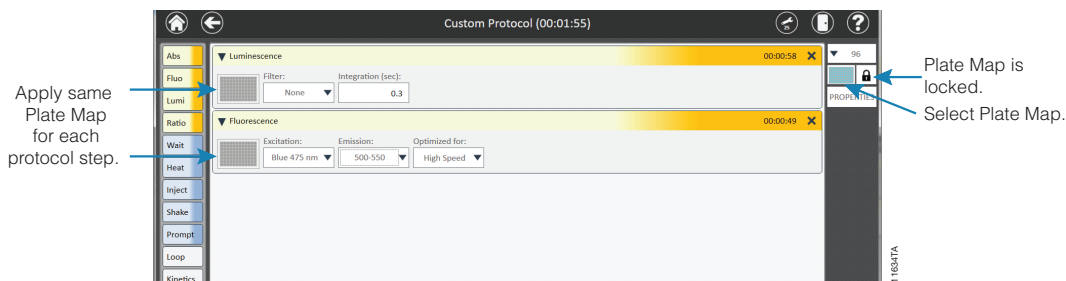 Custom Protocol (00:01:55)
25
?
Abs
Fluo
Lumi
Ratio
Wait
Heat
Inject
Shake
Prompt
Loop
Kinetics
Luminescence
00:00:58
Filter:
Integration (sec):
None
0.3
Fluorescence
00:00:49
Excitation:
Emission:
Optimized for:
Blue 475 nm
500-550
High Speed
96
PROPERTIES
Apply same
Plate Map
for each
protocol step.
Plate Map is
locked.
Select Plate Map.
11634TA